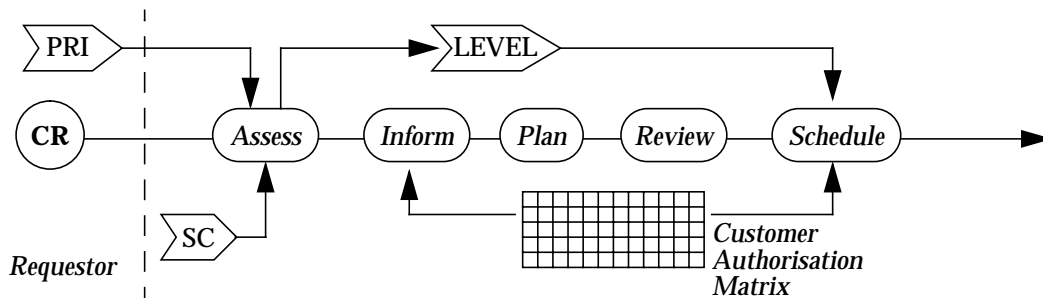 PRI
LEVEL
CR
Assess
Inform
Plan
Review
Schedule
SC
Customer
Authorisation
Matrix
Requestor